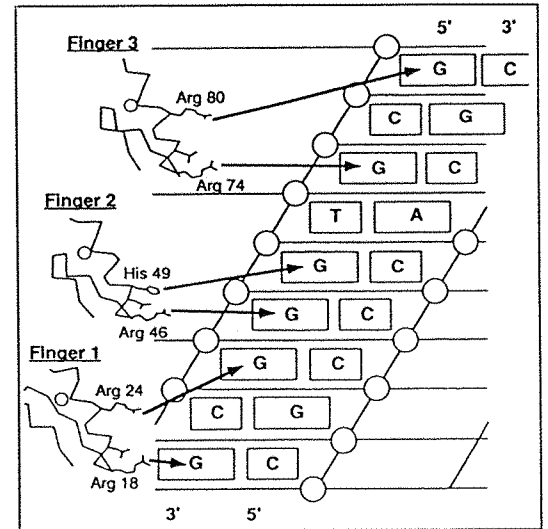 5' 3'
Finger 3
G C
Arg 80
C G
G C
Arg 74
Finger 2
T A
His 49
G C
Arg 46
G C
Finger 1
G C
Arg 24
C G
G C
Arg 18
3' 5'